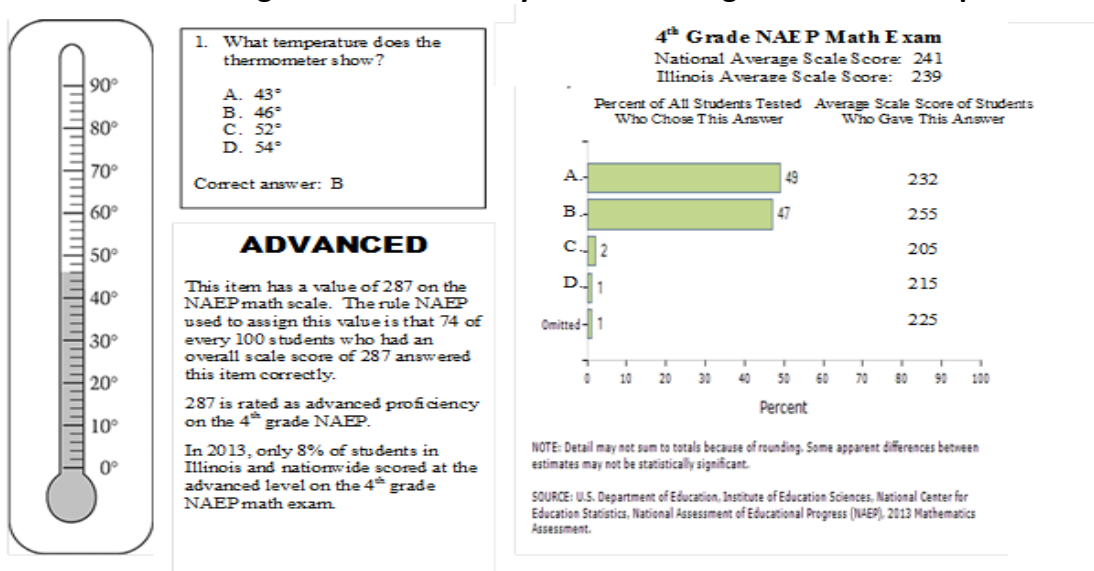 90°
80°
70°
60°
50°
40°
30°
20°
10°
0°
1. What temperature does the
thermometer show?
A. 43°
B. 46°
C. 52°
D. 54°
Correct answer: B
ADVANCED
This item has a value of 287 on the
NAEP math scale. The rule NAEP
used to assign this value is that 74 of
every 100 students who had an
overall scale score of 287 answered
this item correctly.
287 is rated as advanced proficiency
on the 4th grade NAEP.
In 2013, only 8% of students in
Illinois and nationwide scored at the
advanced level on the 4th grade
NAEP math exam.
4th Grade NAEP Math Exam
National Average Scale Score: 241
Illinois Average Scale Score: 239
Percent of All Students Tested Average Scale Score of Students
Who Chose This Answer Who Gave This Answer
A. 49 232
B. 47 255
C. 2 205
D. 1 215
Omitted 1 225
0 10 20 30 40 50 60 70 80 90 100
Percent
NOTE: Detail may not sum to totals because of rounding. Some apparent differences between
estimates may not be statistically significant.
SOURCE: U.S. Department of Education, Institute of Education Sciences, National Center for
Education Statistics, National Assessment of Educational Progress (NAEP), 2013 Mathematics
Assessment.